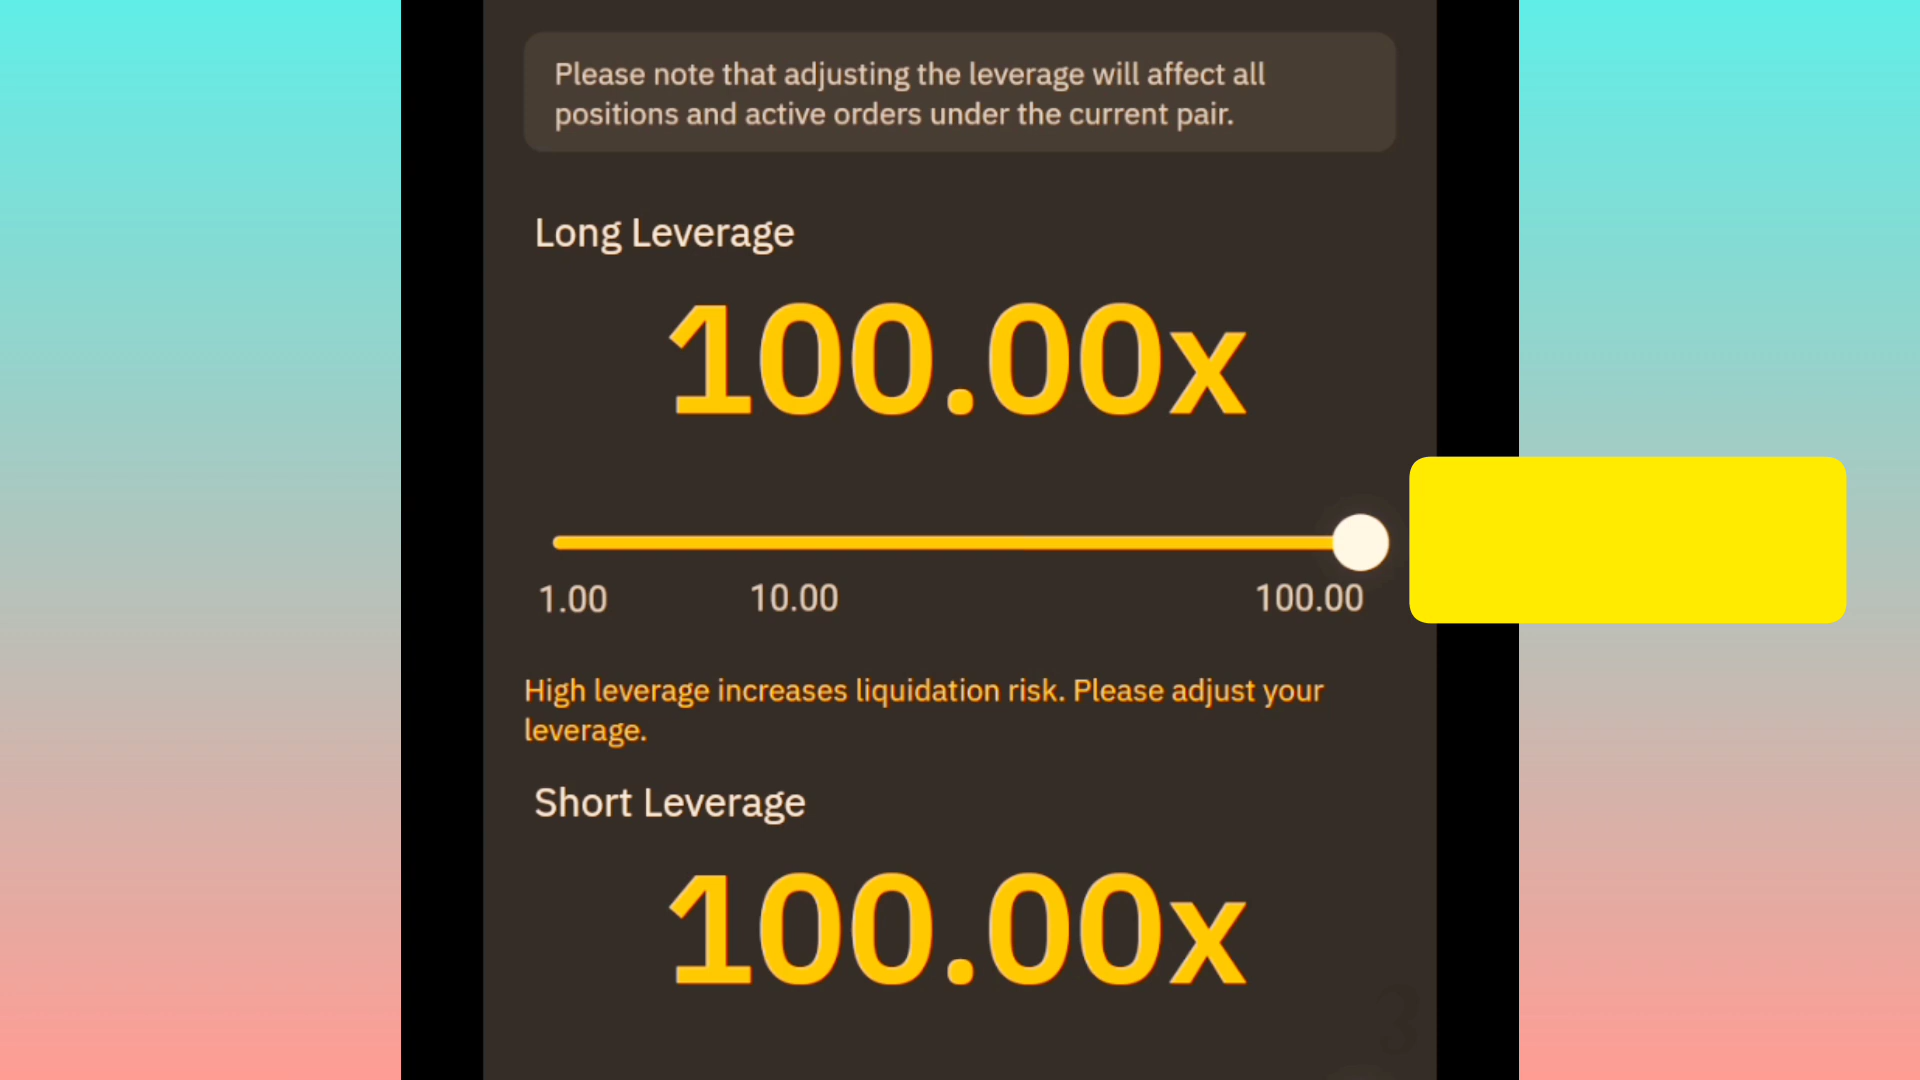 Please note that adjusting the leverage will affect all
positions and active orders under the current pair.
Long Leverage
100.00x
1.00 10.00 100.00
High leverage increases liquidation risk. Please adjust your
leverage.
Short Leverage
100.00x